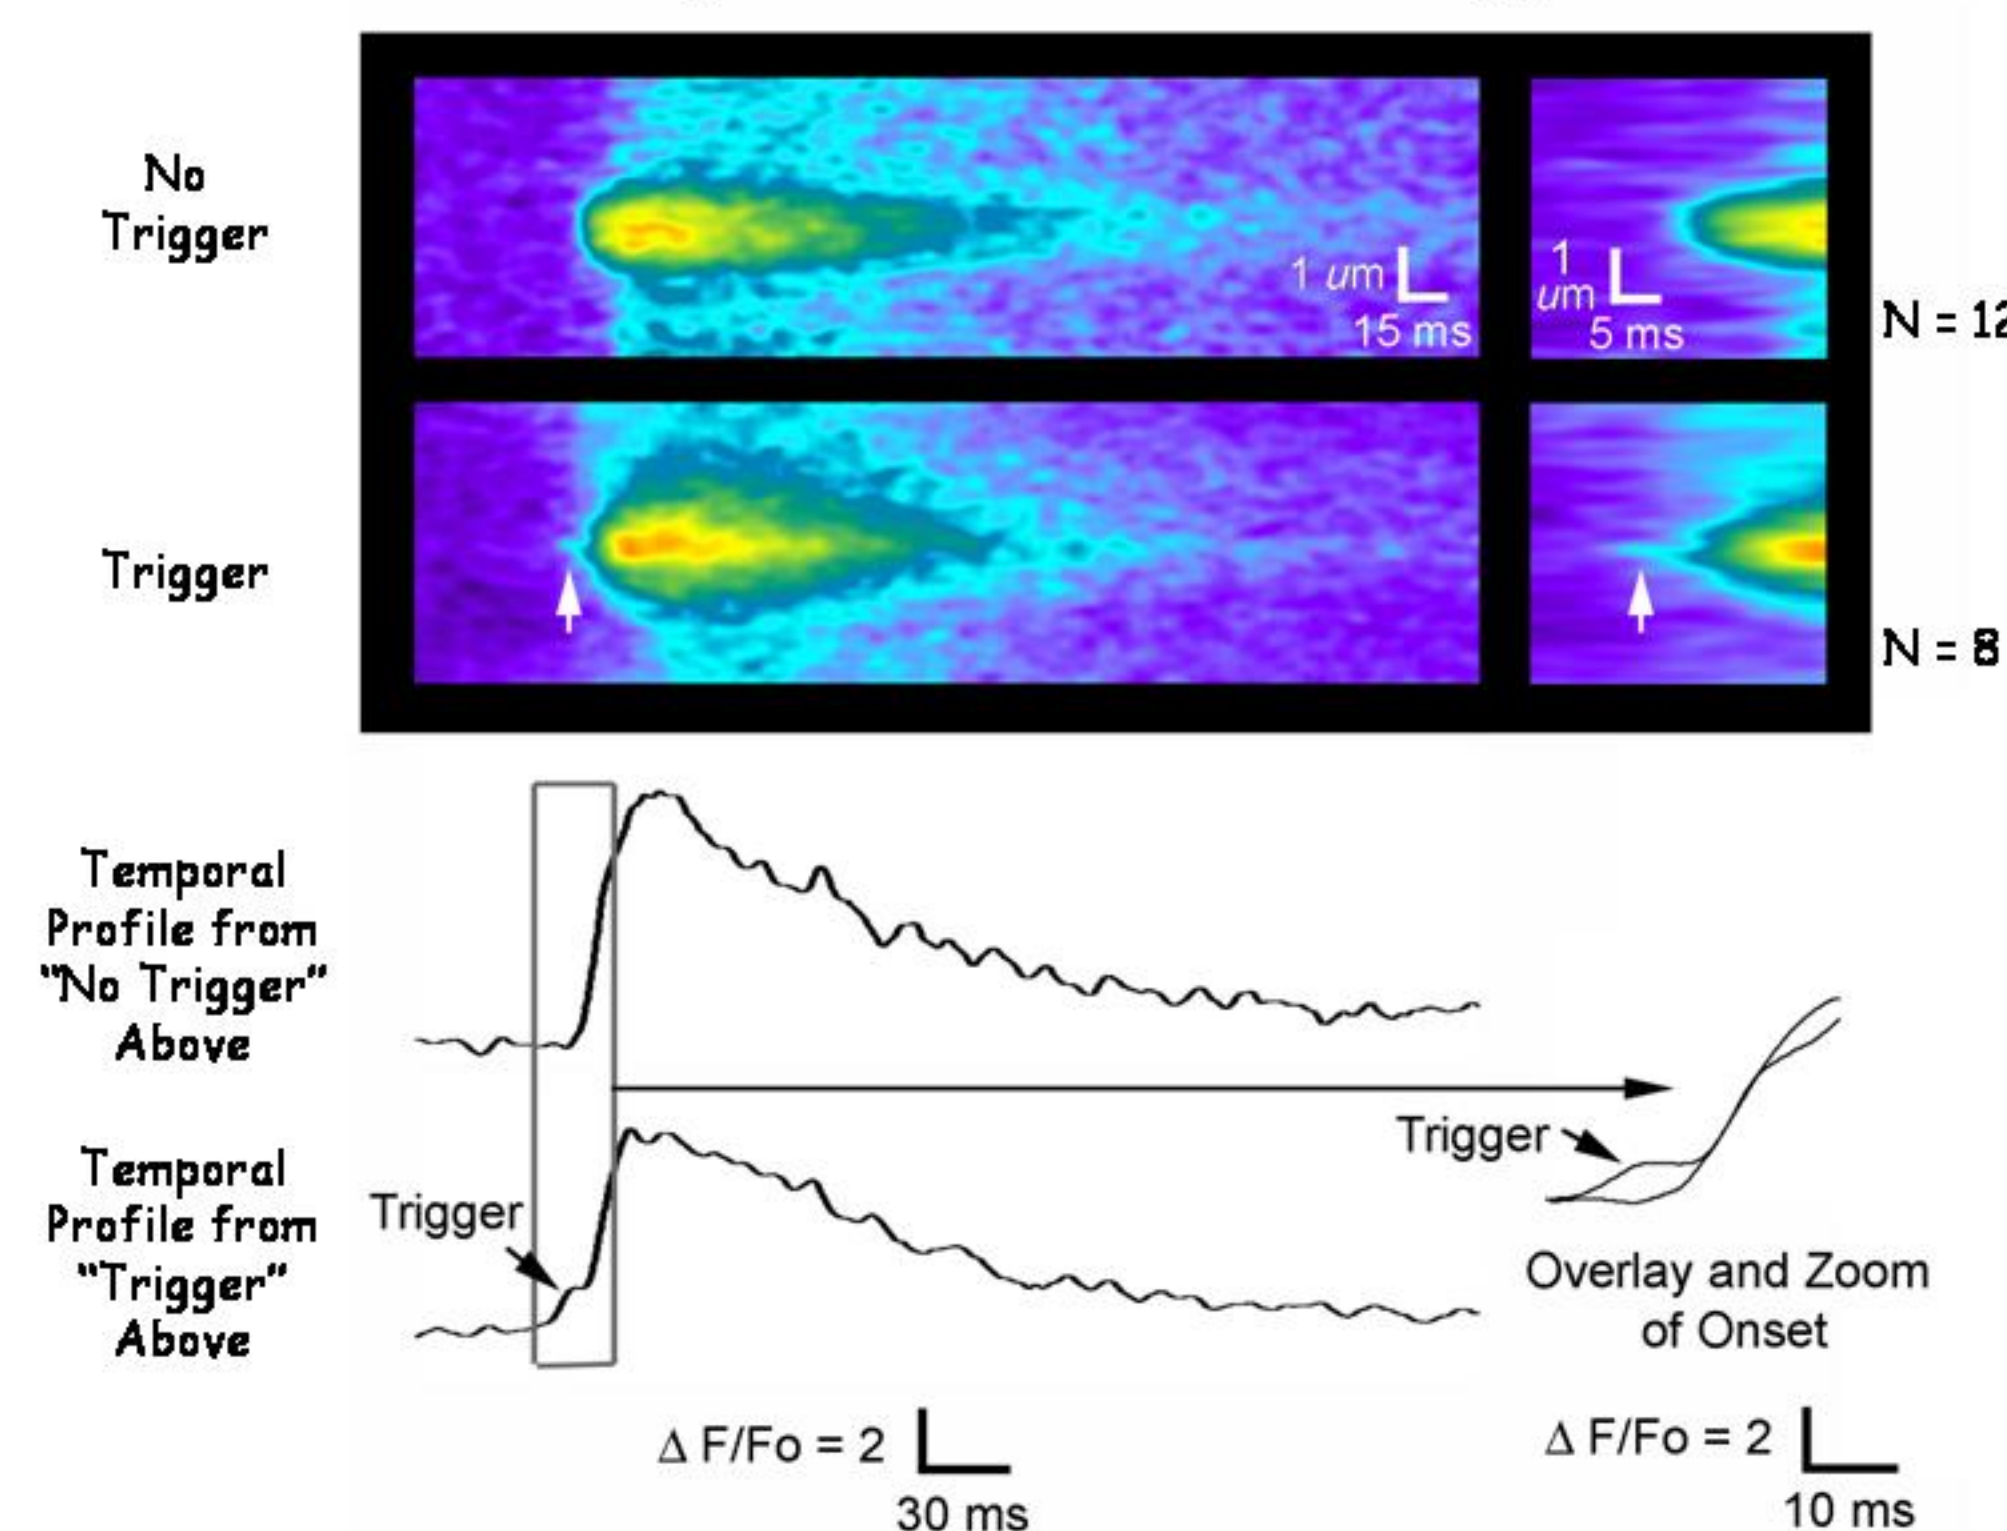 No
Trigger
1 um
15 ms
1
um
5 ms
N = 12
Trigger
N = 8
Temporal
Profile from
“No Trigger”
Above
Trigger
Temporal
Profile from
“Trigger”
Above
Trigger
Overlay and Zoom
of Onset
Δ F/Fo = 2
30 ms
Δ F/Fo = 2
10 ms